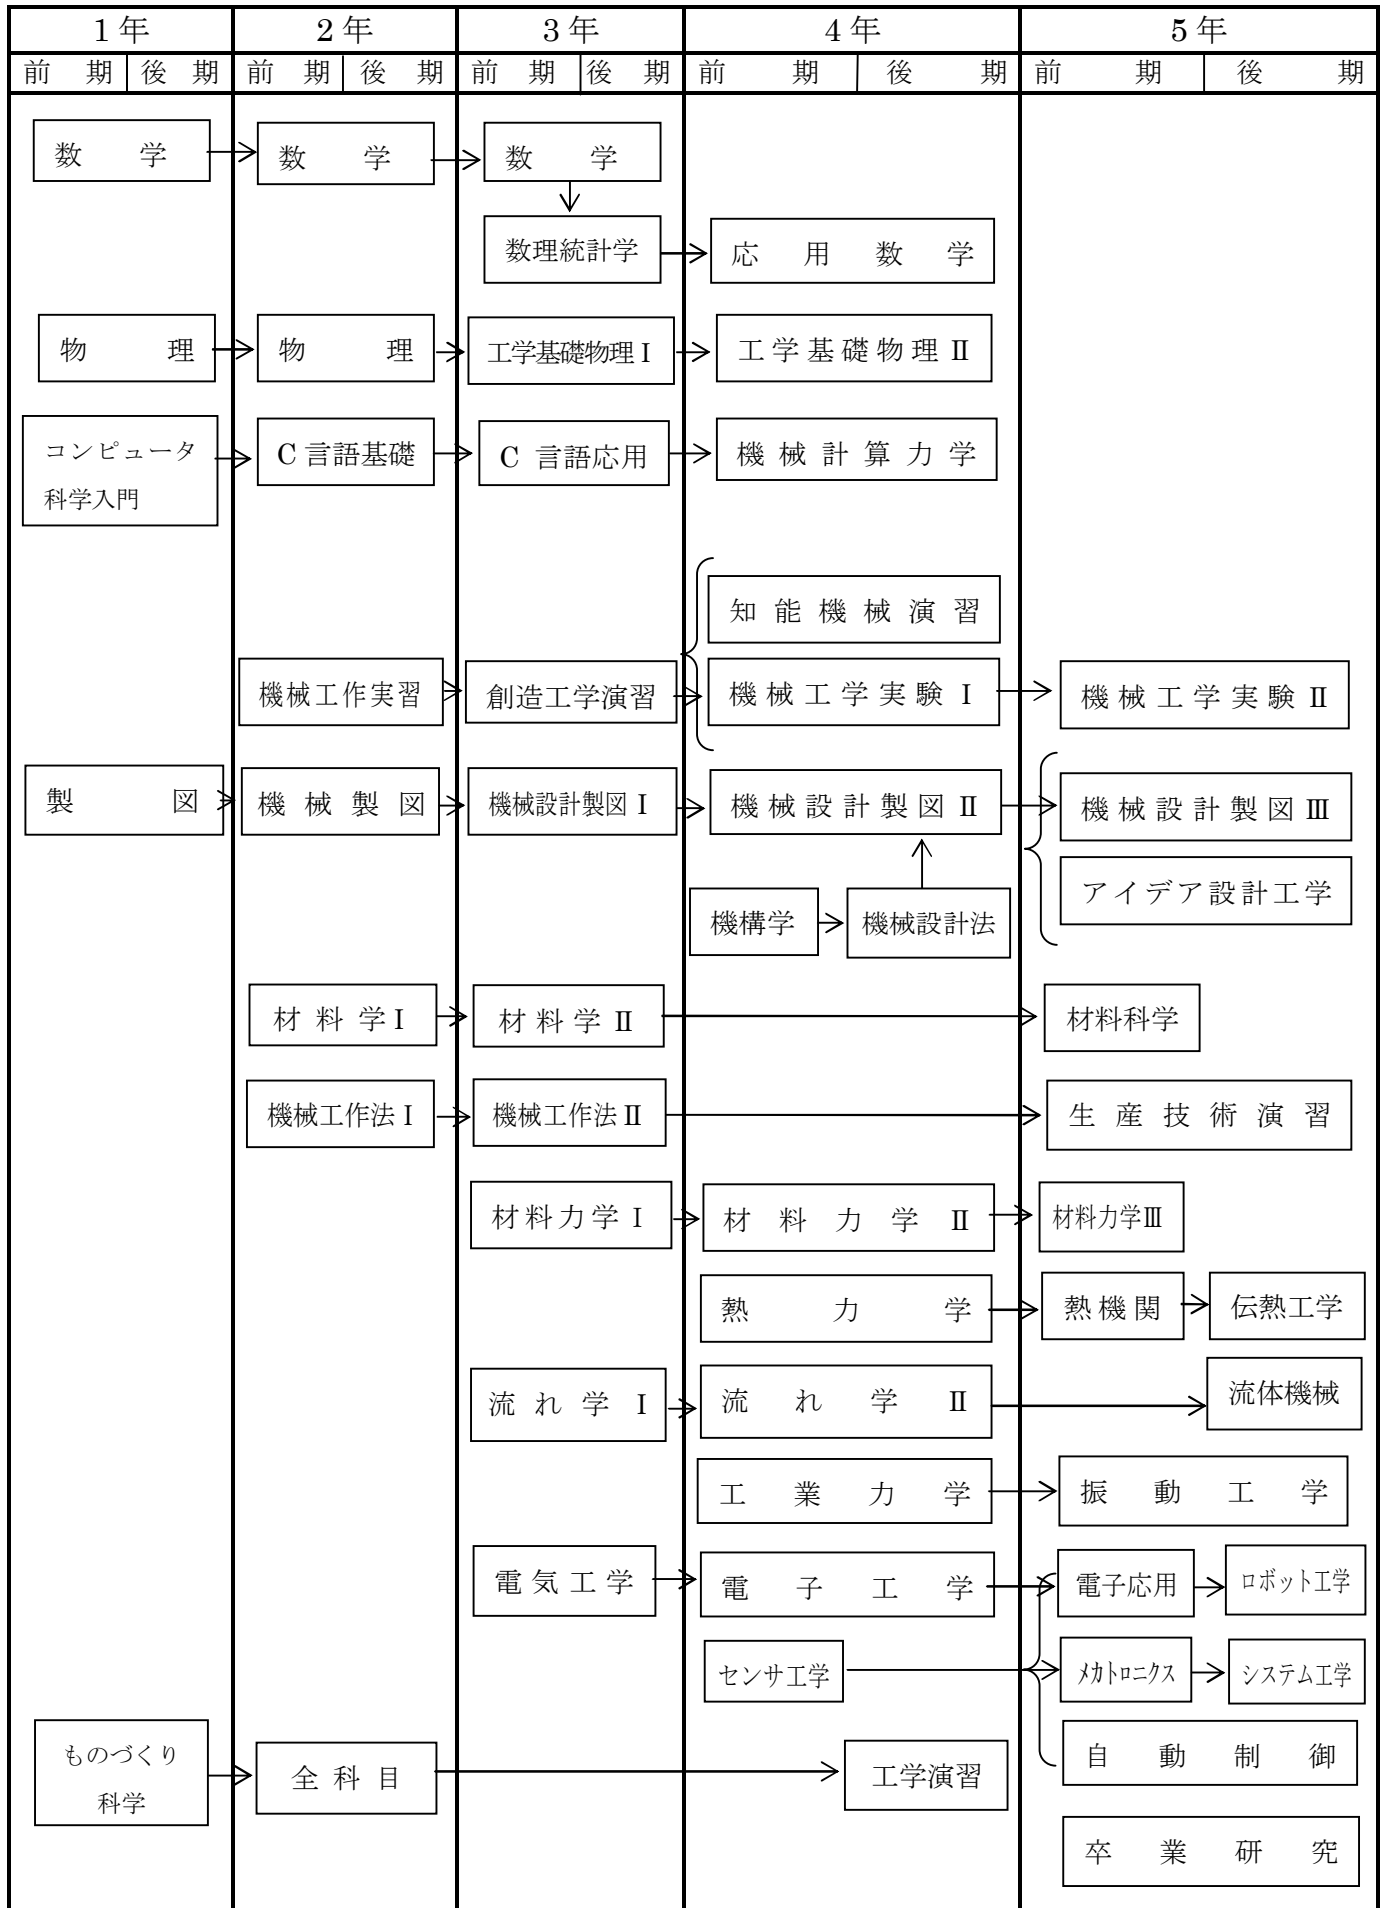 1年 2年 3年 4年 5年
前期 後期 前期 後期 前期 後期 前期 後期 前期 後期
数学 数学 数学
数理統計学 応用数学
物理 物理 工学基礎物理Ⅰ 工学基礎物理Ⅱ
コンピュータ
科学入門
C言語基礎 C 言語応用 機械計算力学
知能機械演習
機械工作実習 創造工学演習 機械工学実験Ⅰ 機械工学実験Ⅱ
製図 機械製図 機械設計製図Ⅰ 機械設計製図Ⅱ 機械設計製図Ⅲ
アイデア設計工学
機構学 機械設計法
材料学Ⅰ 材料学Ⅱ 材料科学
機械工作法Ⅰ 機械工作法Ⅱ 生産技術演習
材料力学Ⅰ 材料力学Ⅱ 材料力学Ⅲ
熱力学 熱機関 伝熱工学
流れ学Ⅰ 流れ学Ⅱ 流体機械
工業力学 振動工学
電気工学 電子工学 電子応用 ロボット工学
センサ工学 メカトロニクス システム工学
自動制御
ものづくり
科学
全科目 工学演習
卒業研究